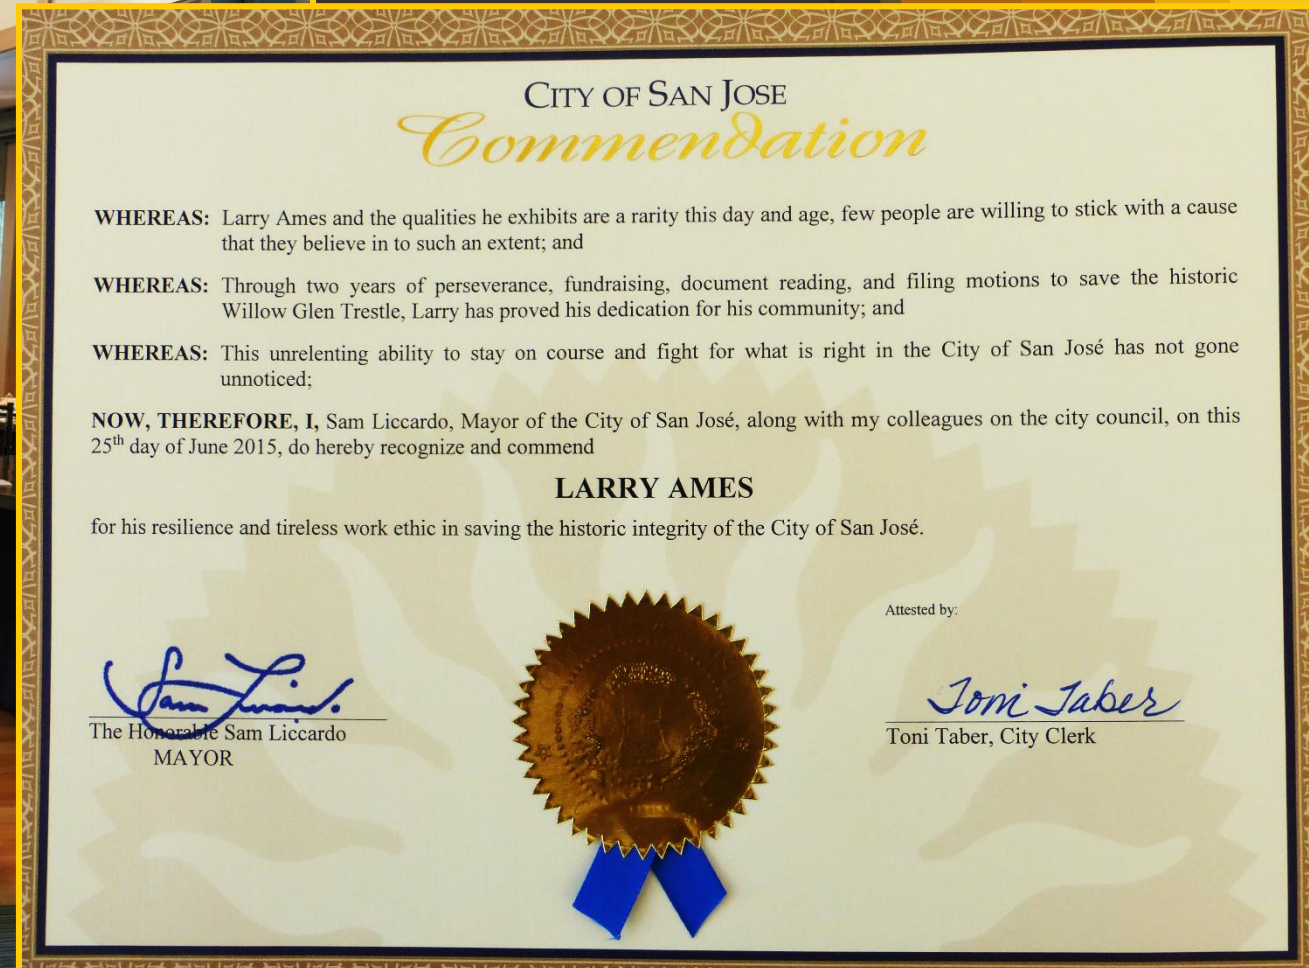 CITY OF SAN JOSE
Commendation
WHEREAS: Larry Ames and the qualities he exhibits are a rarity this day and age, few people are willing to stick with a cause
that they believe in to such an extent; and
WHEREAS: Through two years of perseverance, fundraising, document reading, and filing motions to save the historic
Willow Glen Trestle, Larry has proved his dedication for his community; and
WHEREAS: This unrelenting ability to stay on course and fight for what is right in the City of San José has not gone
unnoticed;
NOW, THEREFORE, I, Sam Liccardo, Mayor of the City of San José, along with my colleagues on the city council, on this
25th day of June 2015, do hereby recognize and commend
LARRY AMES
for his resilience and tireless work ethic in saving the historic integrity of the City of San José.
Attested by:
Toni Taber
The Honorable Sam Liccardo
MAYOR
Toni Taber, City Clerk